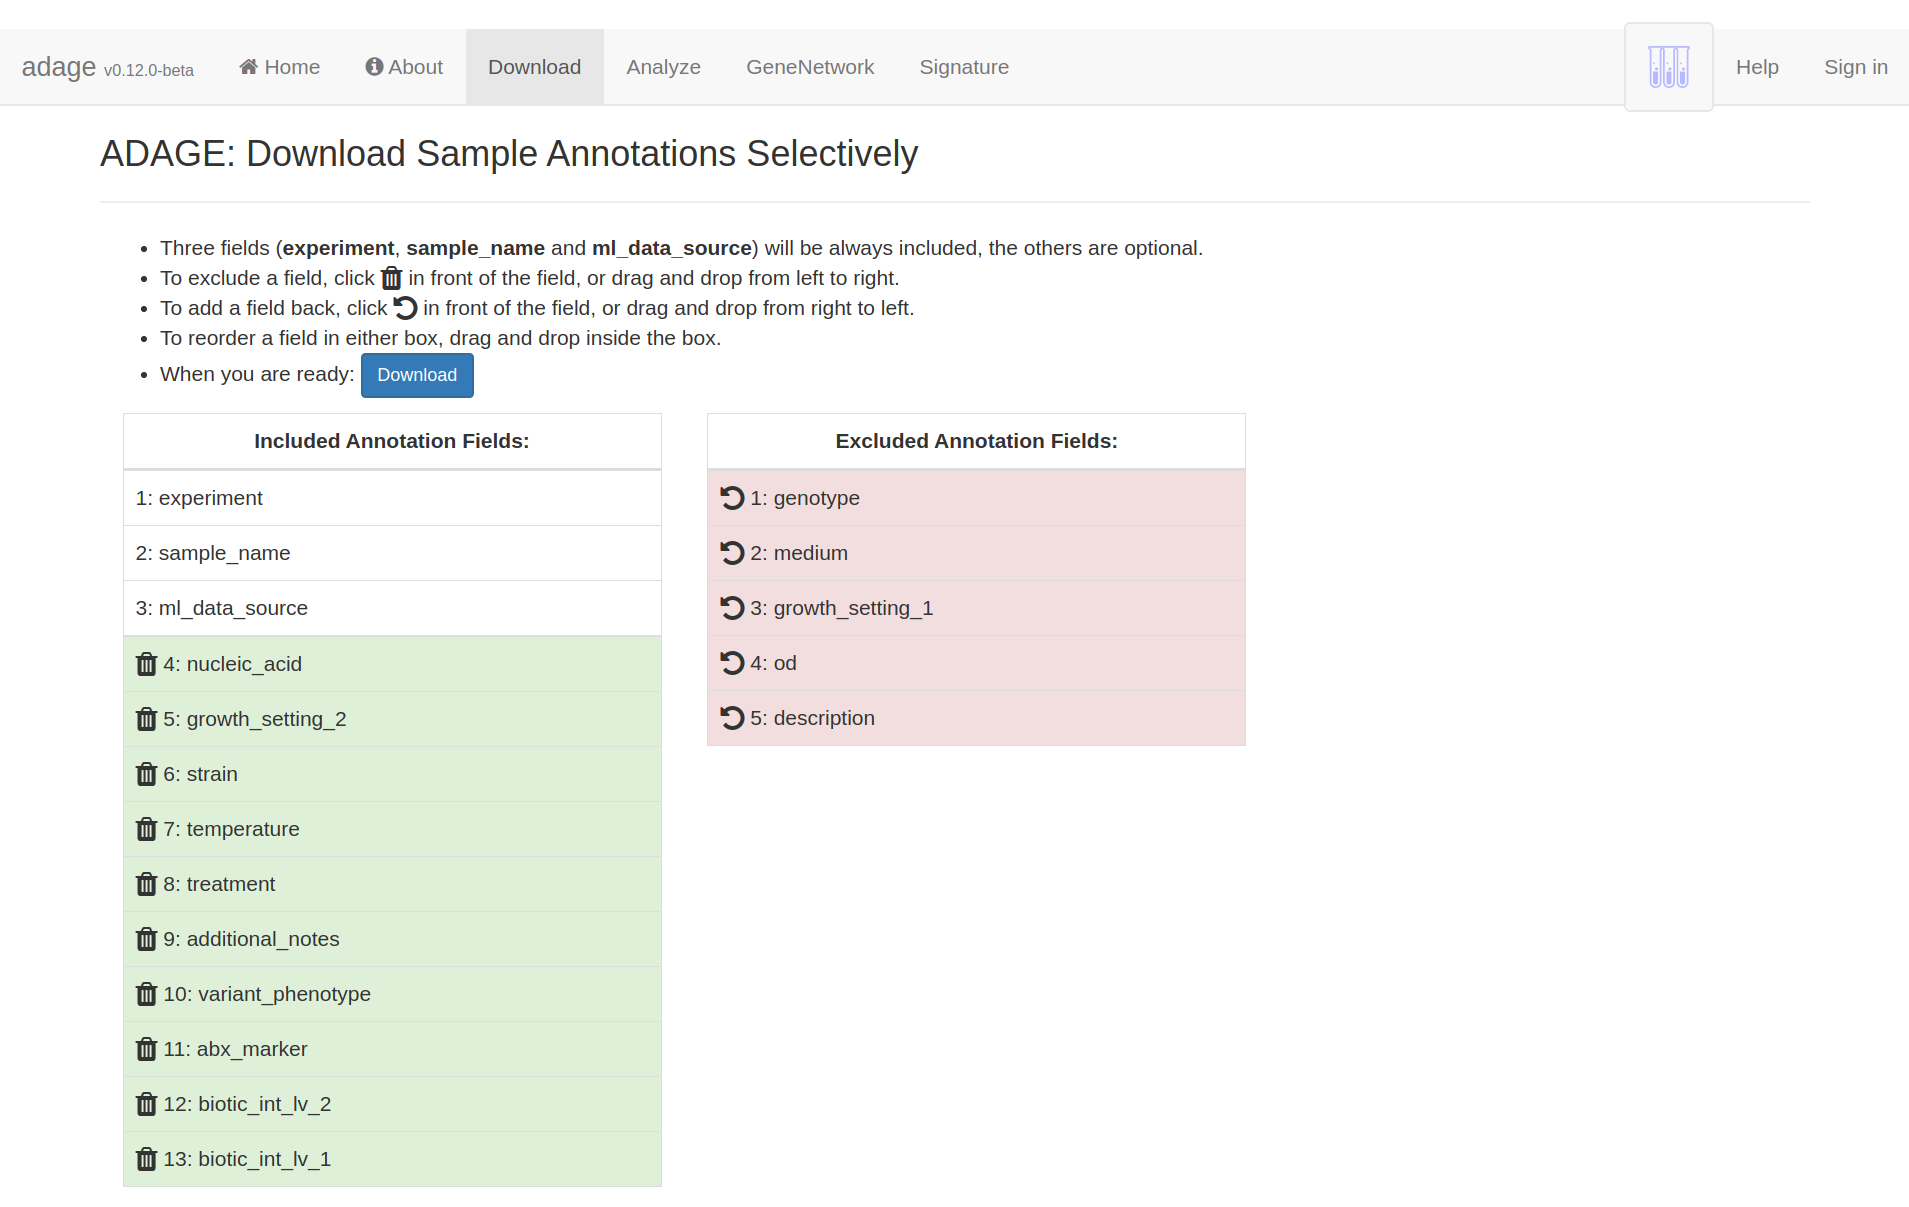 adage v0.12.0-beta Home About Download Analyze GeneNetwork Signature Help Sign in
ADAGE: Download Sample Annotations Selectively
• Three fields (experiment, sample_name and ml_data_source) will be always included, the others are optional.
• To exclude a field, click in front of the field, or drag and drop from left to right.
• To add a field back, click in front of the field, or drag and drop from right to left.
• To reorder a field in either box, drag and drop inside the box.
• When you are ready: Download
Included Annotation Fields:
1: experiment
2: sample_name
3: ml_data_source
4: nucleic_acid
5: growth_setting_2
6: strain
7: temperature
8: treatment
9: additional_notes
10: variant_phenotype
11: abx_marker
12: biotic_int_lv_2
13: biotic_int_lv_1
Excluded Annotation Fields:
1: genotype
2: medium
3: growth_setting_1
4: od
5: description